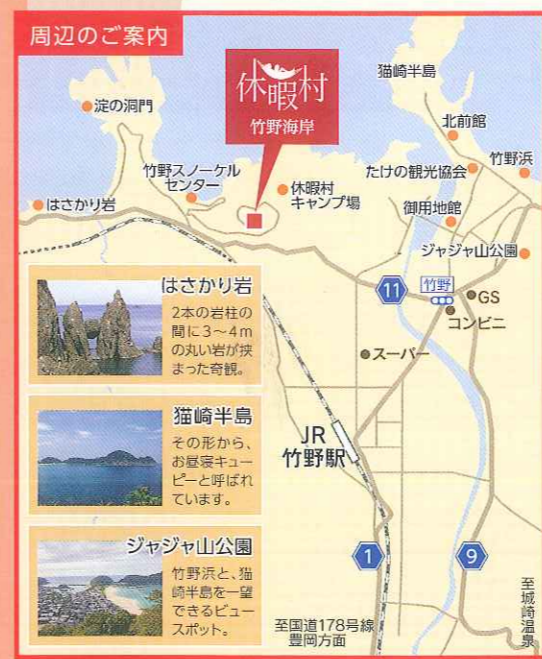 周辺のご案内
休暇村
竹野海岸
猫崎半島
淀の洞門
北前館
竹野スノーケル
センター
休暇村
キャンプ場
たけの観光協会
竹野浜
はさかり岩
御用地館
ジャジャ山公園
11
竹野
GS
コンビニ
スーパー
はさかり岩
2本の岩柱の
間に3〜4m
の丸い岩が挟
まった奇観。
猫崎半島
その形から、
お昼寝キュー
ピーと呼ばれ
ています。
JR
竹野駅
ジャジャ山公園
竹野浜と、猫
崎半島を一望
できるビュー
スポット。
1
9
至国道178号線
豊岡方面
至城崎温泉